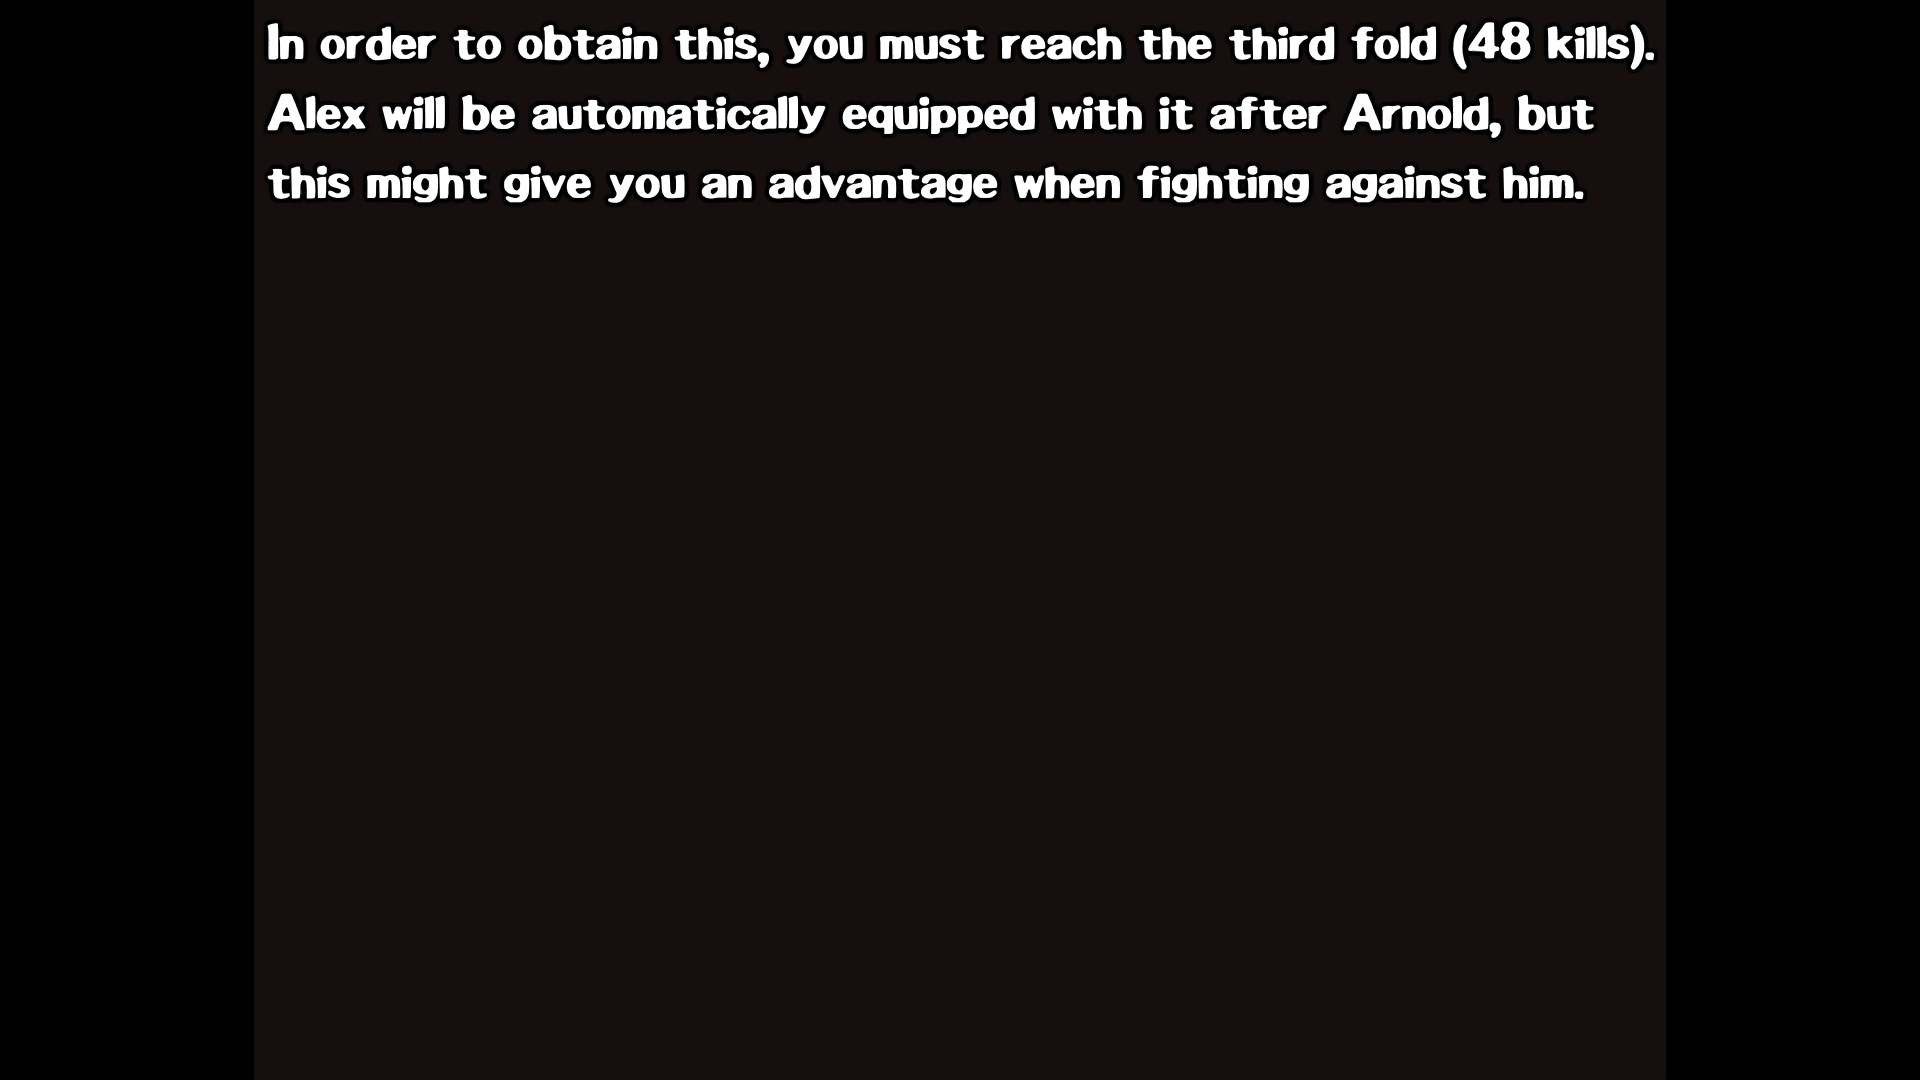 In order to obtain this, you must reach the third fold (48 kills).
Alex will be automatically equipped with it after Arnold, but
this might give you an advantage when fighting against him.